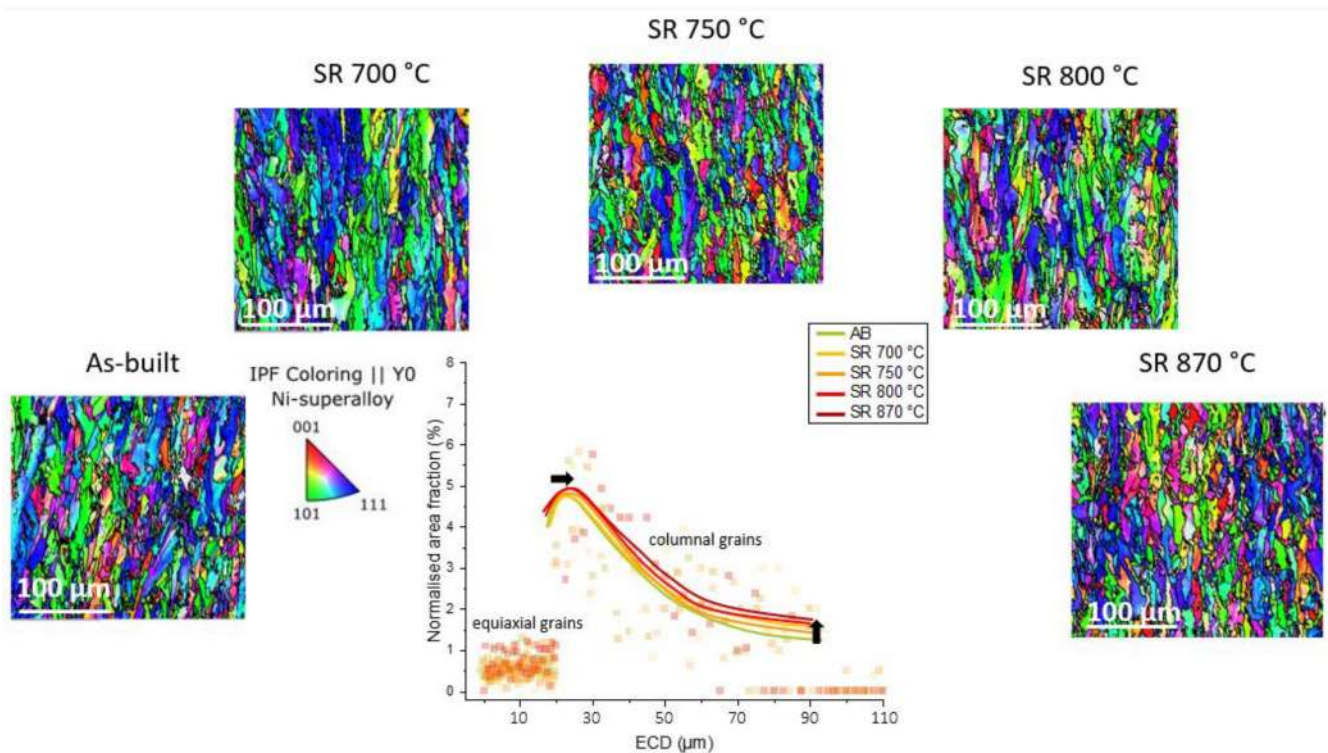 SR 750 °C
SR 700 °C
SR 800 °C
100 µm
100 µm
100 µm
As-built
IPF Coloring || Y0
Ni-superalloy
001
101
111
100 µm
AB
SR 700 °C
SR 750 °C
SR 800 °C
SR 870 °C
SR 870 °C
100 µm
Normalised area fraction (%)
8
7
6
5
4
3
2
1
0
columnal grains
equiaxial grains
10
30
50
70
90
110
ECD (µm)